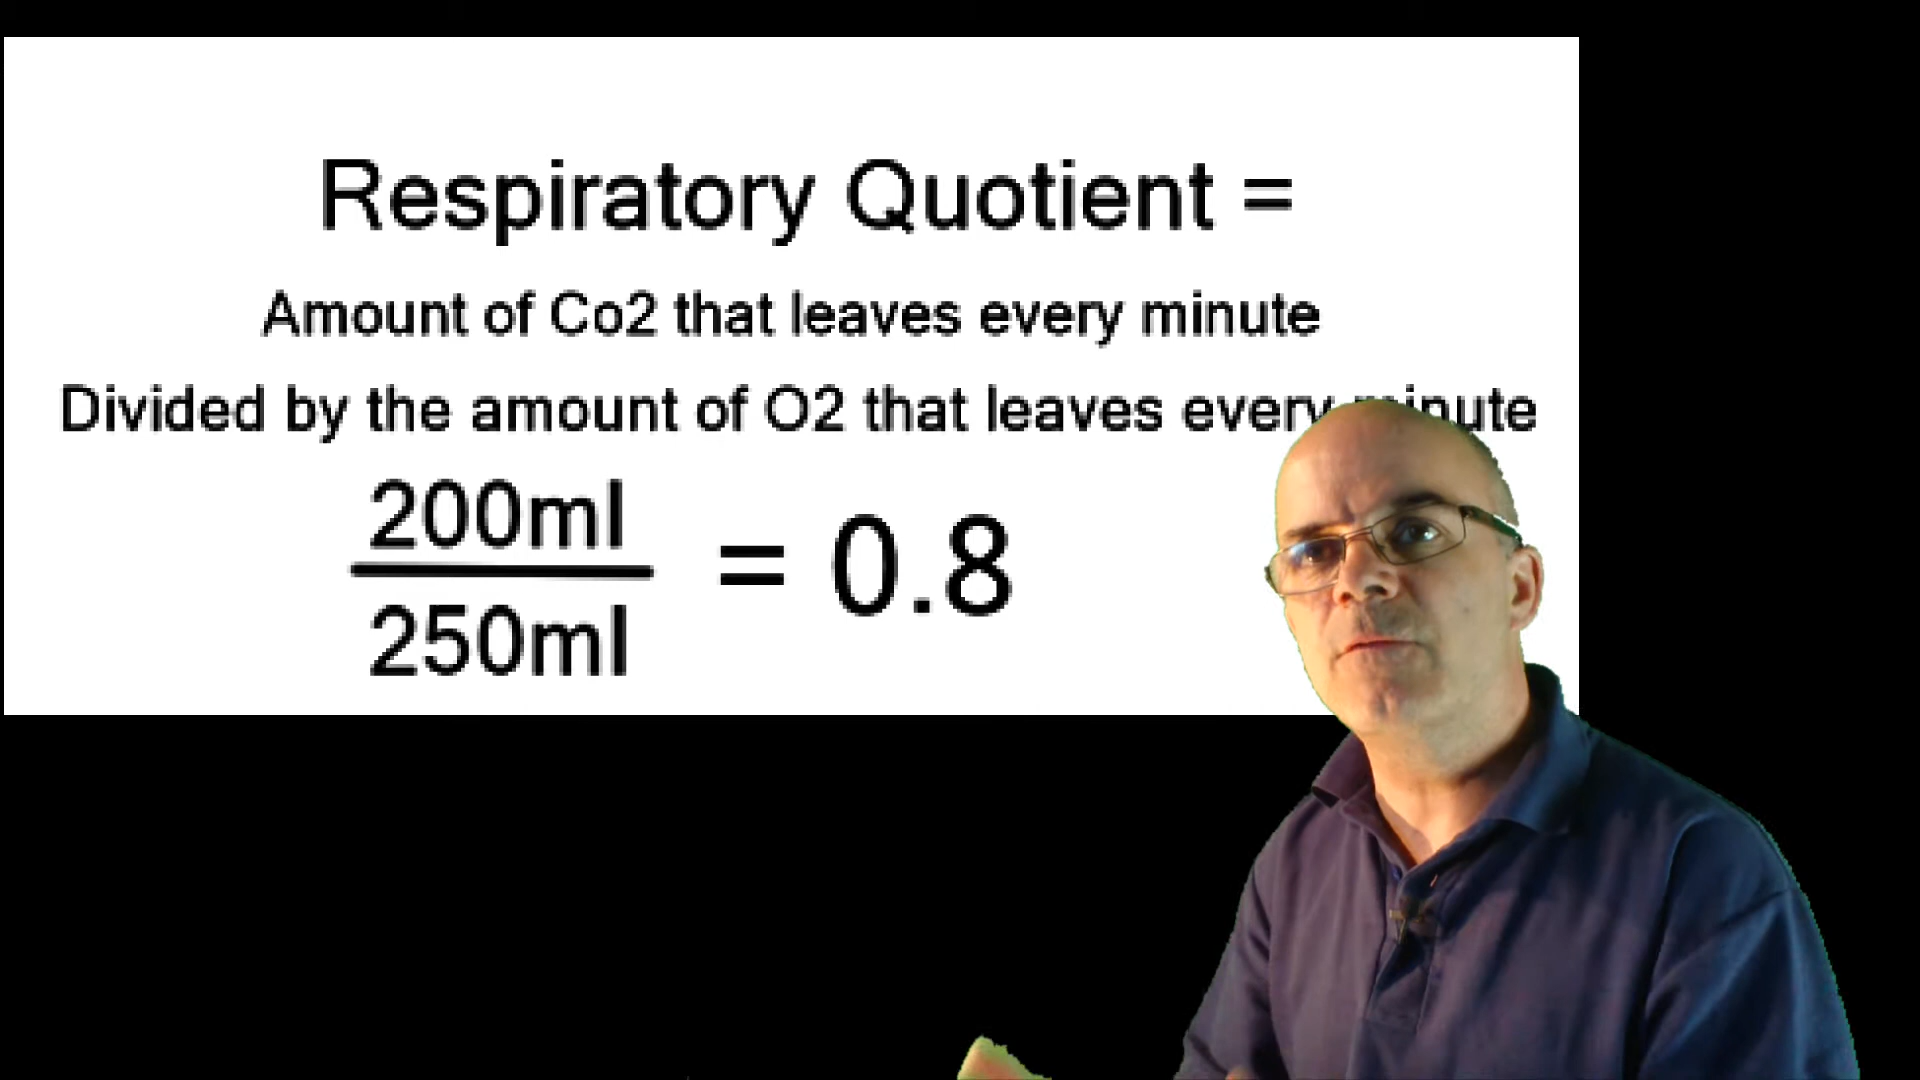 Respiratory Quotient =
Amount of Co2 that leaves every minute
Divided by the amount of O2 that leaves every minute
200ml
250ml
= 0.8